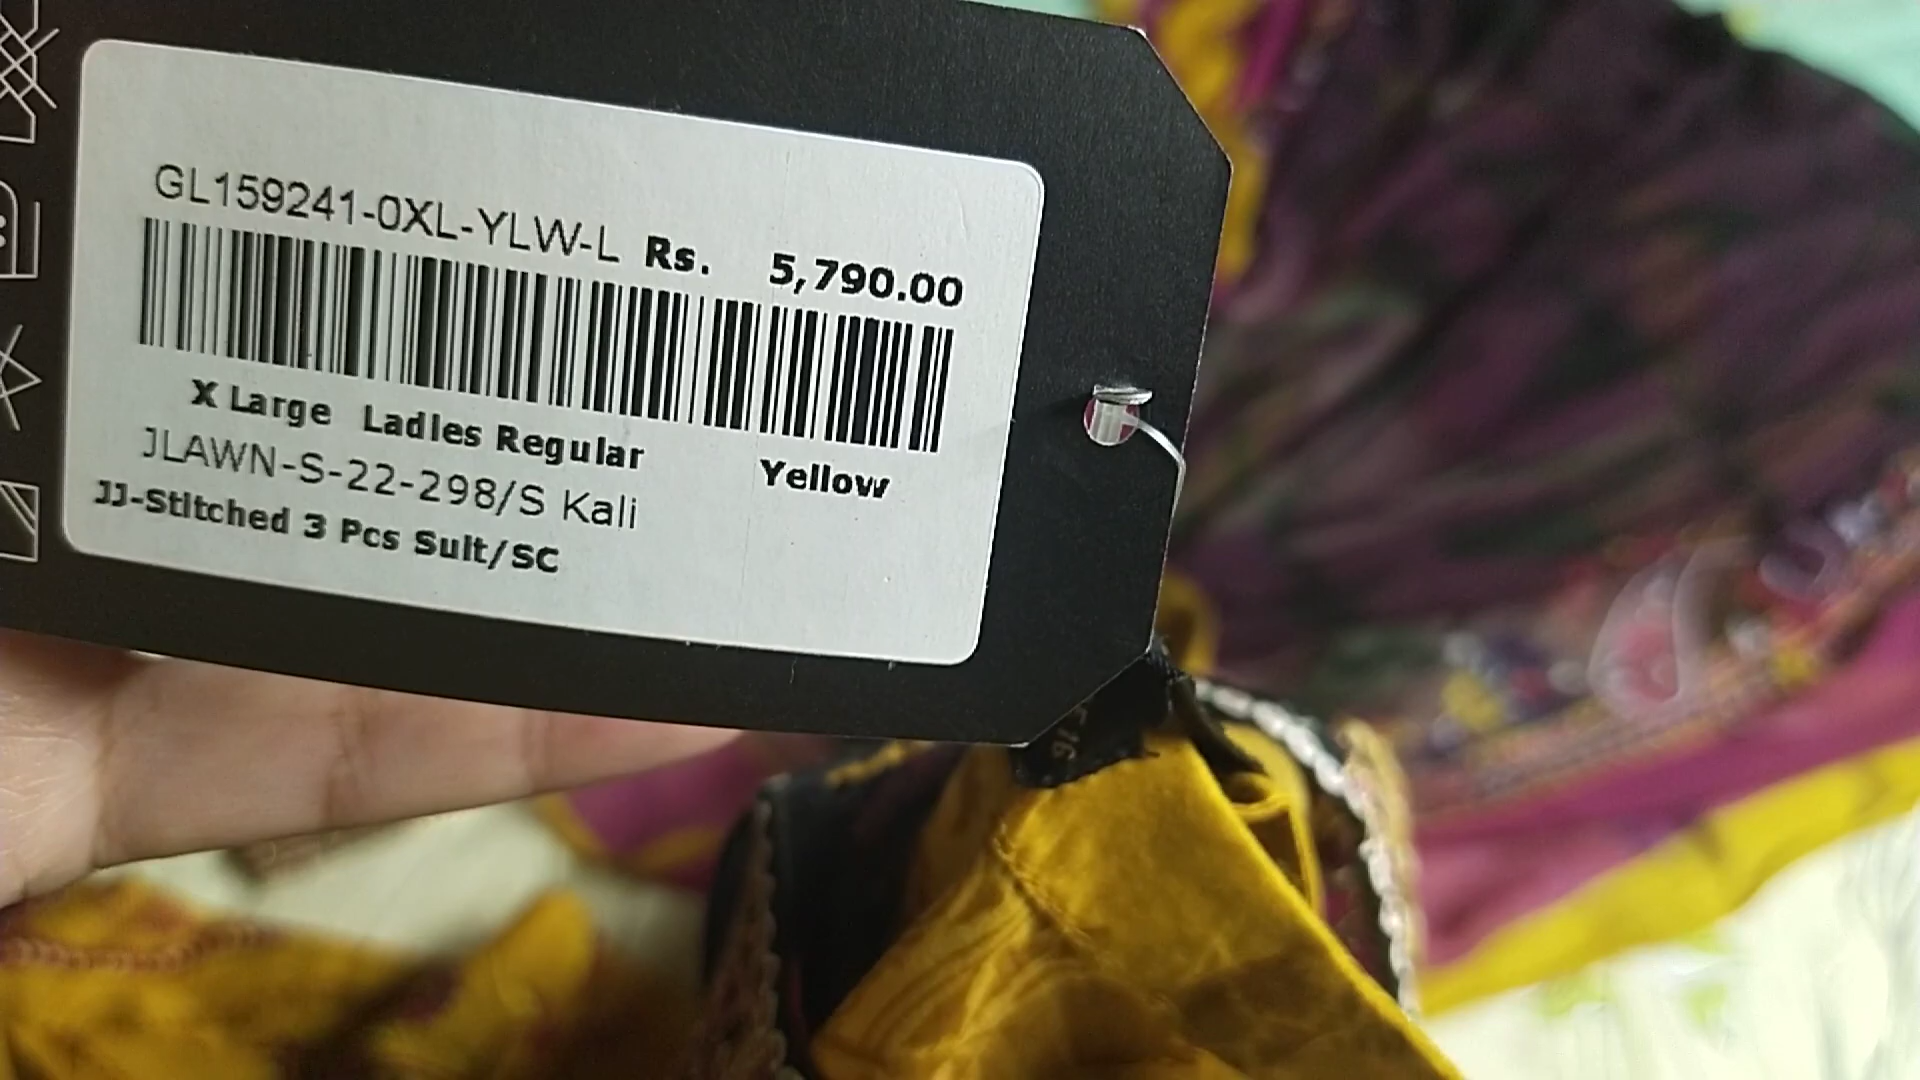 GL159241-0XL-YLW-L Rs. 5,790.00
X Large Ladies Regular Yellow
JLAWN-S-22-298/S Kali
JJ-Stitched 3 Pcs Suit/SC
16